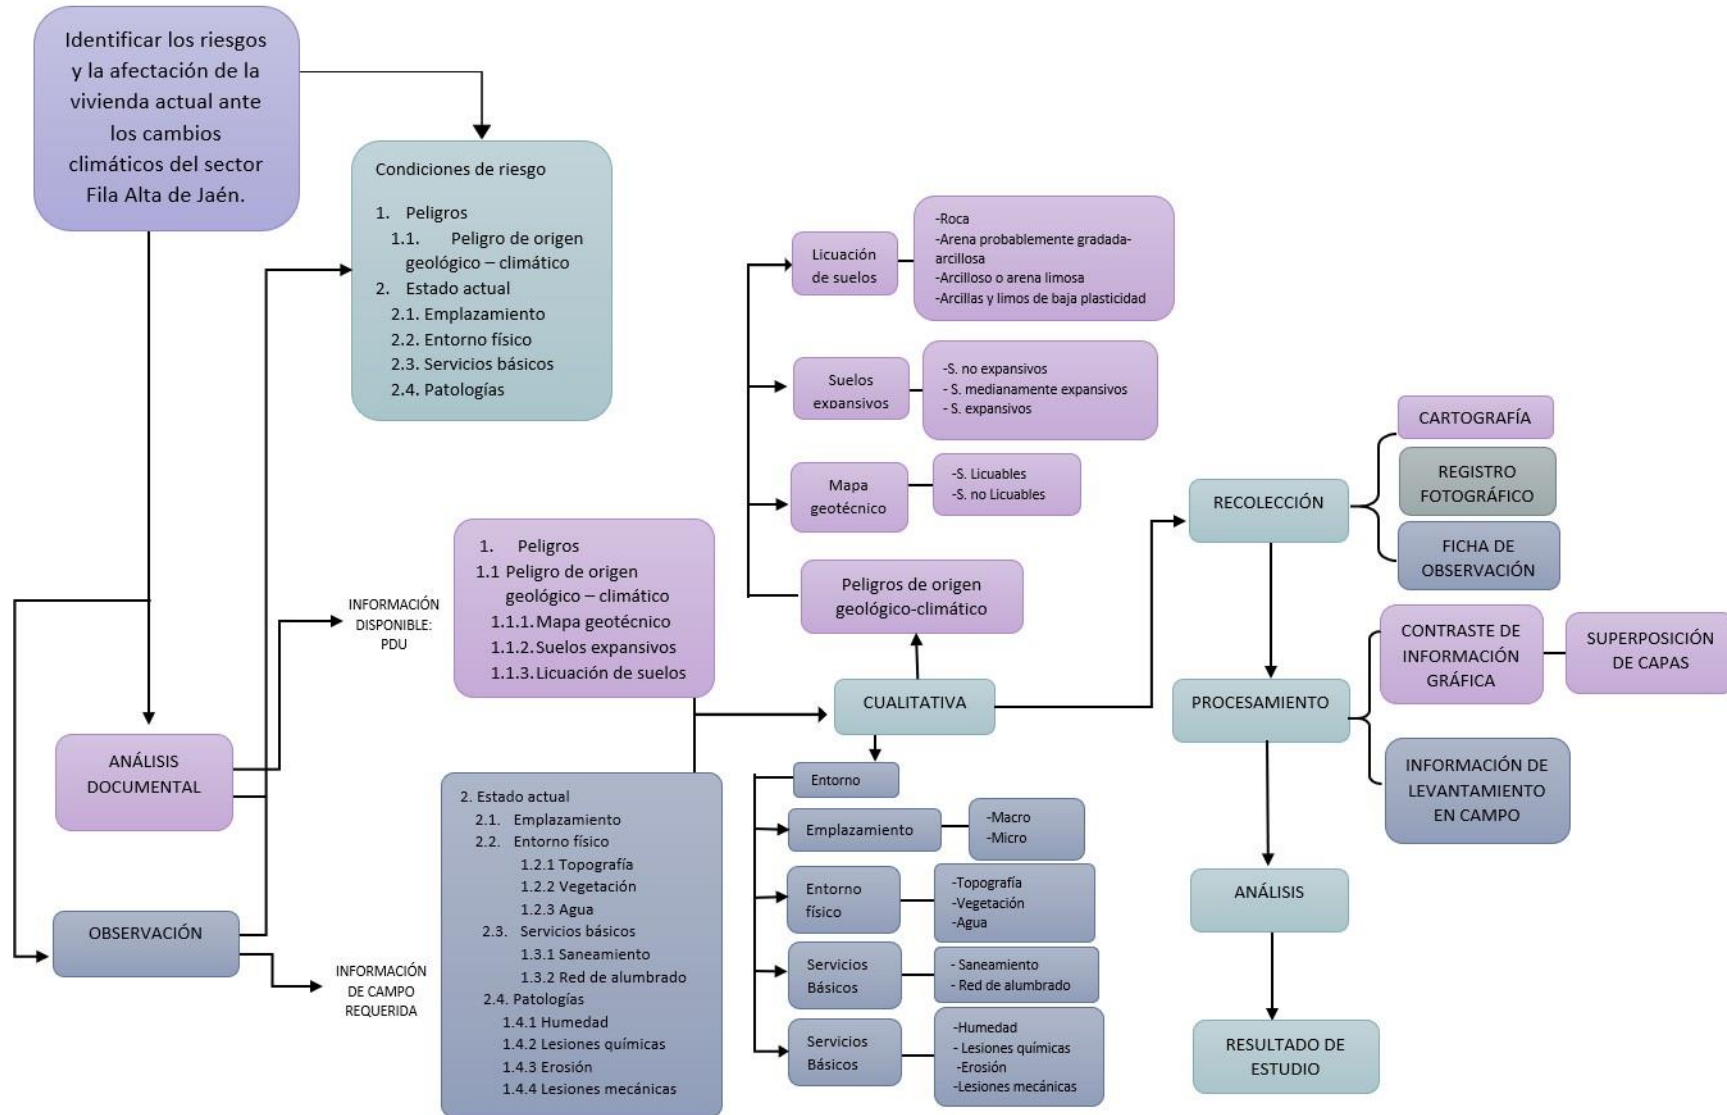 Identificar los riesgos
y la afectación de la
vivienda actual ante
los cambios
climáticos del sector
Fila Alta de Jaén.
Condiciones de riesgo
1. Peligros
1.1. Peligro de origen
geológico – climático
2. Estado actual
2.1. Emplazamiento
2.2. Entorno físico
2.3. Servicios básicos
2.4. Patologías
ANÁLISIS
DOCUMENTAL
OBSERVACIÓN
INFORMACIÓN
DISPONIBLE:
PDU
INFORMACIÓN
DE CAMPO
REQUERIDA
1. Peligros
1.1 Peligro de origen
geológico – climático
1.1.1. Mapa geotécnico
1.1.2. Suelos expansivos
1.1.3. Licuación de suelos
2. Estado actual
2.1. Emplazamiento
2.2. Entorno físico
1.2.1 Topografía
1.2.2 Vegetación
1.2.3 Agua
2.3. Servicios básicos
1.3.1 Saneamiento
1.3.2 Red de alumbrado
2.4. Patologías
1.4.1 Humedad
1.4.2 Lesiones químicas
1.4.3 Erosión
1.4.4 Lesiones mecánicas
Licuación
de suelos
-Roca
-Arena probablemente gradada-
arcillosa
-Arcilloso o arena limosa
-Arcillas y limos de baja plasticidad
Suelos
expansivos
-S. no expansivos
- S. medianamente expansivos
- S. expansivos
Mapa
geotécnico
-S. Licuables
-S. no Licuables
Peligros de origen
geológico-climático
CUALITATIVA
Entorno
Emplazamiento
-Macro
-Micro
Entorno
físico
-Topografía
-Vegetación
-Agua
Servicios
Básicos
- Saneamiento
- Red de alumbrado
Servicios
Básicos
-Humedad
- Lesiones químicas
-Erosión
-Lesiones mecánicas
RECOLECCIÓN
CARTOGRAFÍA
REGISTRO
FOTOGRÁFICO
FICHA DE
OBSERVACIÓN
PROCESAMIENTO
CONTRASTE DE
INFORMACIÓN
GRÁFICA
SUPERPOSICIÓN
DE CAPAS
INFORMACIÓN DE
LEVANTAMIENTO
EN CAMPO
ANÁLISIS
RESULTADO DE
ESTUDIO